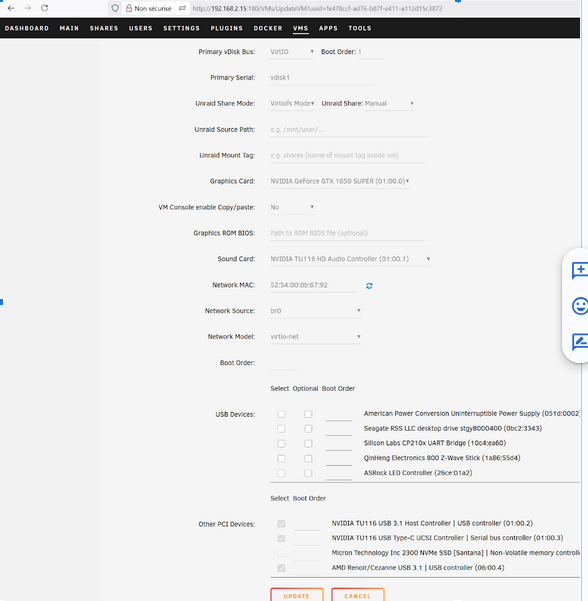 Non sécurisé http://192.168.2.15:180/VMs/UpdateVM?uuid=fe478ccf-ad76-b87f-e411-a112d15c3872
DASHBOARD MAIN SHARES USERS SETTINGS PLUGINS DOCKER VMS APPS TOOLS
Primary vDisk Bus: VirtIO Boot Order: 1
Primary Serial: vdisk1
Unraid Share Mode: Virtiofs Mode Unraid Share: Manual
Unraid Source Path: e.g. /mnt/user/...
Unraid Mount Tag: e.g. shares (name of mount tag inside vm)
Graphics Card: NVIDIA GeForce GTX 1650 SUPER (01:00.0)
VM Console enable Copy/paste: No
Graphics ROM BIOS: Path to ROM BIOS file (optional)
Sound Card: NVIDIA TU116 HD Audio Controller (01:00.1)
Network MAC: 52:54:00:db:67:92
Network Source: br0
Network Model: virtio-net
Boot Order:
Select Optional Boot Order
USB Devices: American Power Conversion Uninterruptible Power Supply (051d:0002)
Seagate RSS LLC desktop drive stgy8000400 (0bc2:3343)
Silicon Labs CP210x UART Bridge (10c4:ea60)
QinHeng Electronics 800 Z-Wave Stick (1a86:55d4)
ASRock LED Controller (26ce:01a2)
Select Boot Order
Other PCI Devices: NVIDIA TU116 USB 3.1 Host Controller | USB controller (01:00.2)
NVIDIA TU116 USB Type-C UCSI Controller | Serial bus controller (01:00.3)
Micron Technology Inc 2300 NVMe SSD [Santana] | Non-Volatile memory controll
AMD Renoir/Cezanne USB 3.1 | USB controller (06:00.4)
UPDATE CANCEL